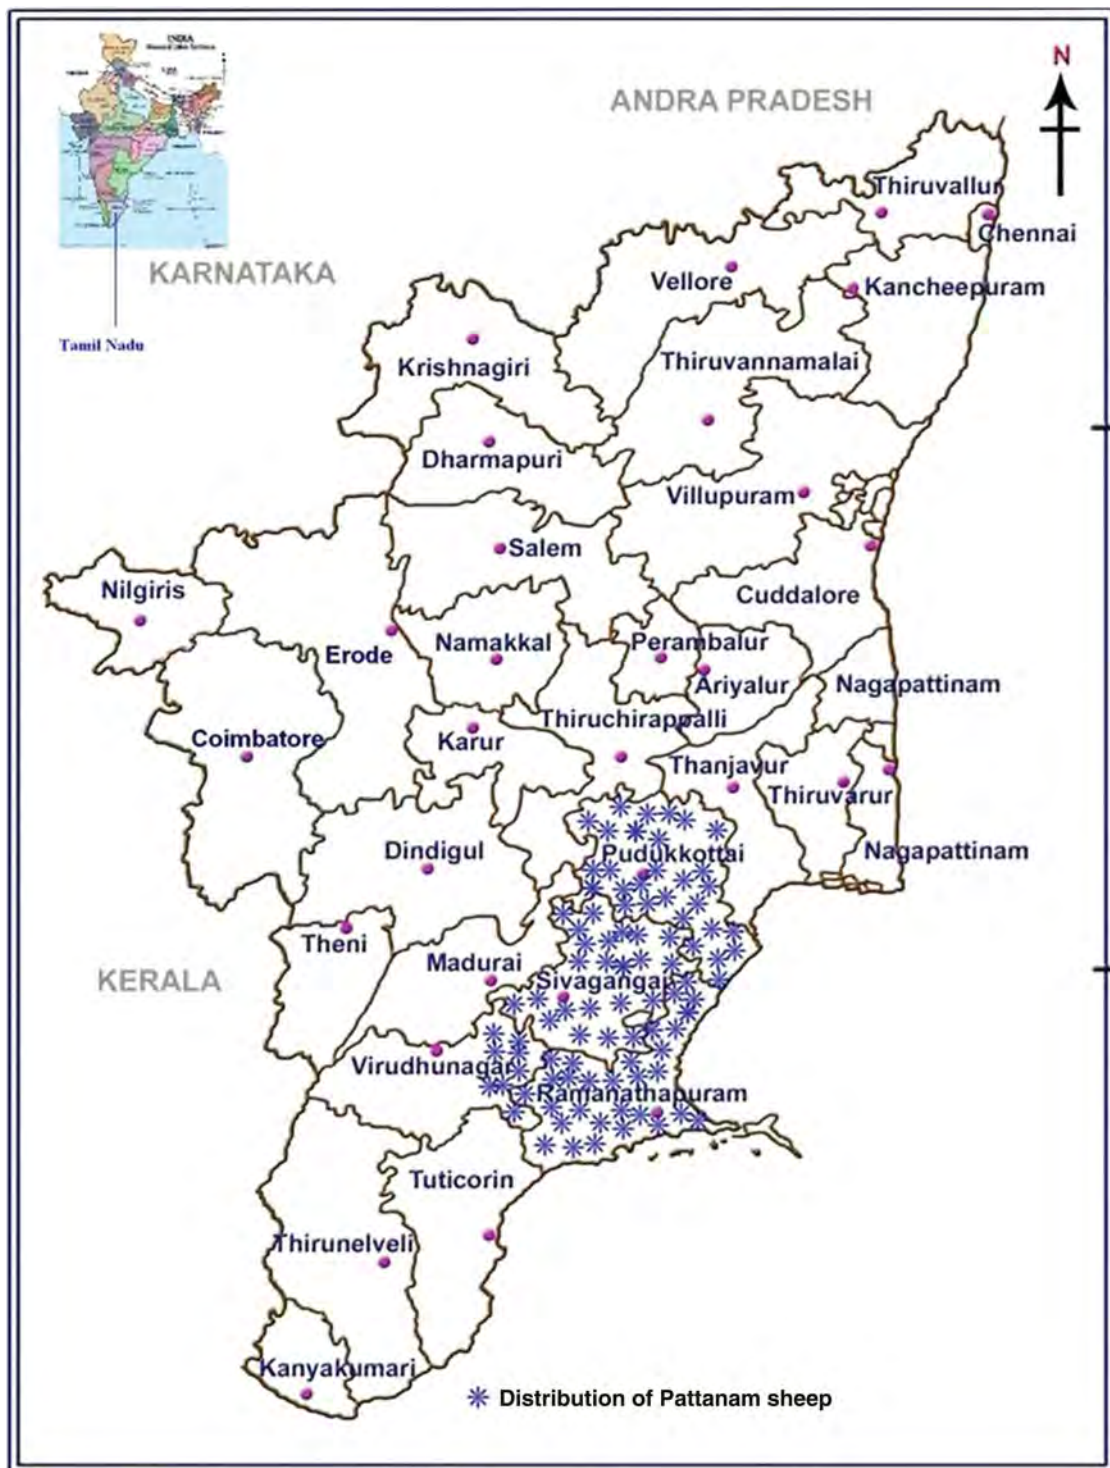 INDIA
N
ANDRA PRADESH
Thiruvallur
Chennai
KARNATAKA
Vellore
Kancheepuram
Tamil Nadu
Krishnagiri
Thiruvannamalai
Dharmapuri
Villupuram
Salem
Nilgiris
Cuddalore
Erode
Namakkal
Perambalur
Ariyalur
Nagapattinam
Thiruchirappalli
Coimbatore
Karur
Thanjavur
Thiruvarur
Dindigul
Pudukkottai
Nagapattinam
Theni
Madurai
KERALA
Sivagangai
Virudhunagar
Ramanathapuram
Tuticorin
Thirunelveli
Kanyakumari
Distribution of Pattanam sheep